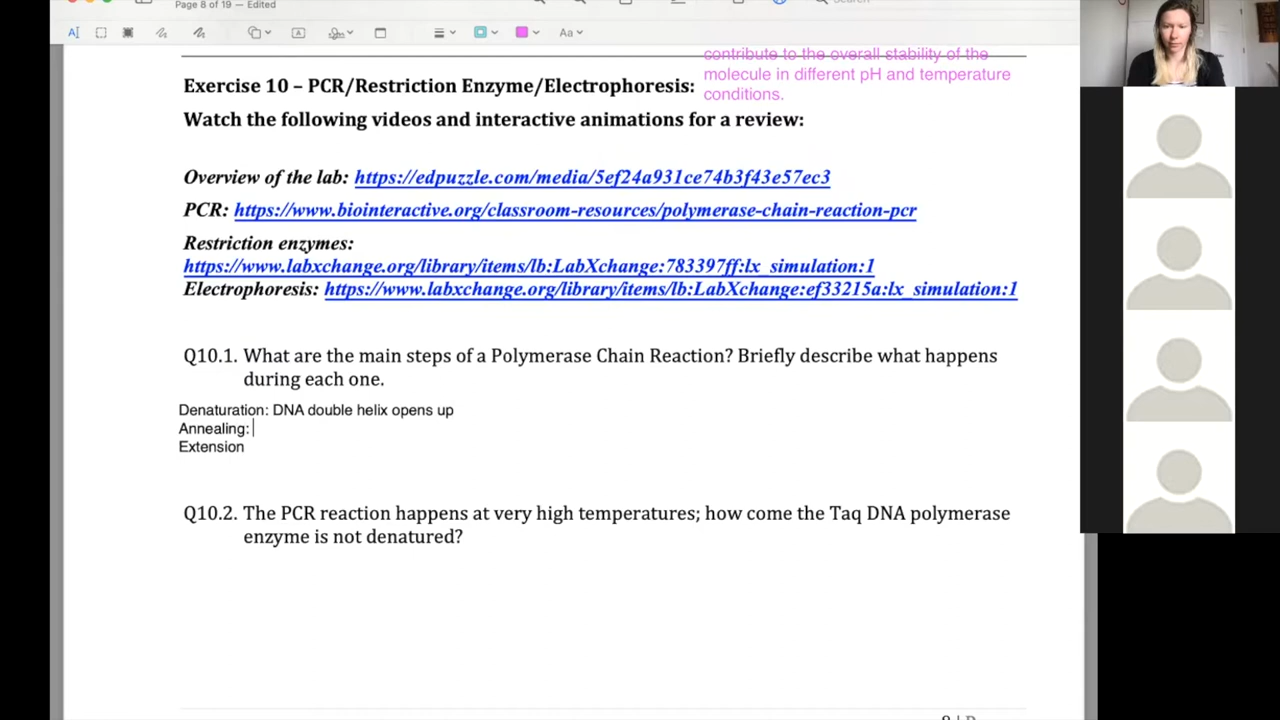 Page 8 of 19 — Edited
Search
contribute to the overall stability of the
molecule in different pH and temperature
conditions.
Exercise 10 – PCR/Restriction Enzyme/Electrophoresis:
Watch the following videos and interactive animations for a review:
Overview of the lab: https://edpuzzle.com/media/5ef24a931ce74b3f43e57ec3
PCR: https://www.biointeractive.org/classroom-resources/polymerase-chain-reaction-pcr
Restriction enzymes:
https://www.labxchange.org/library/items/lb:LabXchange:783397ff:lx_simulation:1
Electrophoresis: https://www.labxchange.org/library/items/lb:LabXchange:ef33215a:lx_simulation:1
Q10.1. What are the main steps of a Polymerase Chain Reaction? Briefly describe what happens
during each one.
Denaturation: DNA double helix opens up
Annealing:
Extension
Q10.2. The PCR reaction happens at very high temperatures; how come the Taq DNA polymerase
enzyme is not denatured?